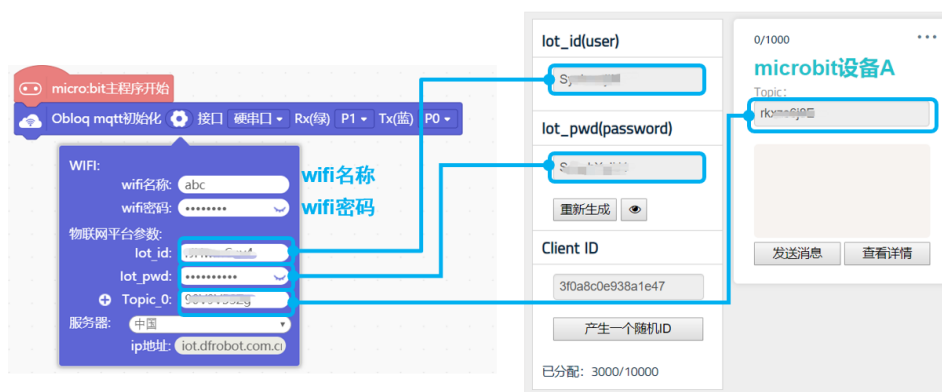 micro:bit主程序开始
Obloq mqtt初始化 接口 硬串口 Rx(绿) P1 Tx(蓝) P0
WIFI:
wifi名称: abc
wifi名称
wifi密码: ••••••••
wifi密码
物联网平台参数:
Iot_id:
Iot_pwd: ••••••••••
Topic_0:
服务器: 中国
ip地址: iot.dfrobot.com.c
Iot_id(user)
Iot_pwd(password)
重新生成
Client ID
3f0a8c0e938a1e47
产生一个随机ID
已分配：3000/10000
0/1000
microbit设备A
Topic：
发送消息 查看详情